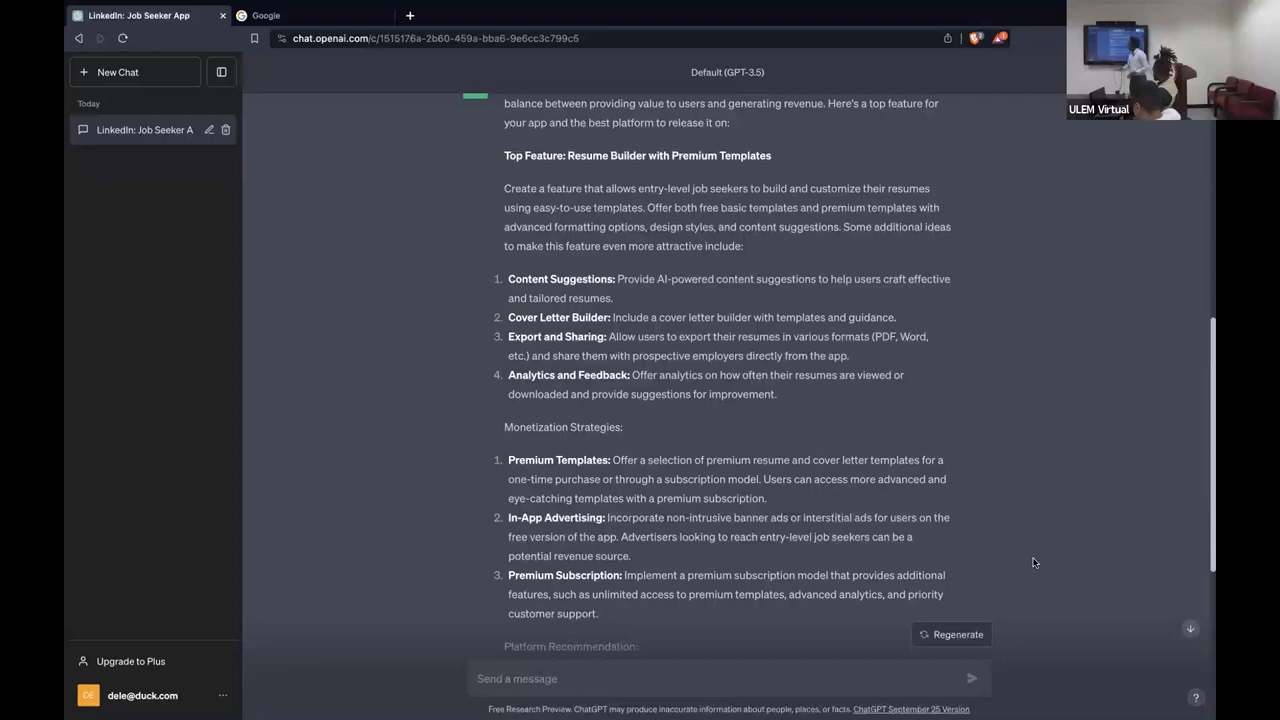 LinkedIn: Job Seeker App
Google
chat.openai.com/c/1515176a-2b60-459a-bba6-9e6cc3c799c5
2
1
ULEM Virtual
New Chat
Today
LinkedIn: Job Seeker A
Upgrade to Plus
DE
dele@duck.com
Default (GPT-3.5)
balance between providing value to users and generating revenue. Here's a top feature for
your app and the best platform to release it on:
Top Feature: Resume Builder with Premium Templates
Create a feature that allows entry-level job seekers to build and customize their resumes
using easy-to-use templates. Offer both free basic templates and premium templates with
advanced formatting options, design styles, and content suggestions. Some additional ideas
to make this feature even more attractive include:
1. Content Suggestions: Provide AI-powered content suggestions to help users craft effective
and tailored resumes.
2. Cover Letter Builder: Include a cover letter builder with templates and guidance.
3. Export and Sharing: Allow users to export their resumes in various formats (PDF, Word,
etc.) and share them with prospective employers directly from the app.
4. Analytics and Feedback: Offer analytics on how often their resumes are viewed or
downloaded and provide suggestions for improvement.
Monetization Strategies:
1. Premium Templates: Offer a selection of premium resume and cover letter templates for a
one-time purchase or through a subscription model. Users can access more advanced and
eye-catching templates with a premium subscription.
2. In-App Advertising: Incorporate non-intrusive banner ads or interstitial ads for users on the
free version of the app. Advertisers looking to reach entry-level job seekers can be a
potential revenue source.
3. Premium Subscription: Implement a premium subscription model that provides additional
features, such as unlimited access to premium templates, advanced analytics, and priority
customer support.
Platform Recommendation:
Regenerate
Send a message
Free Research Preview. ChatGPT may produce inaccurate information about people, places, or facts. ChatGPT September 25 Version
?